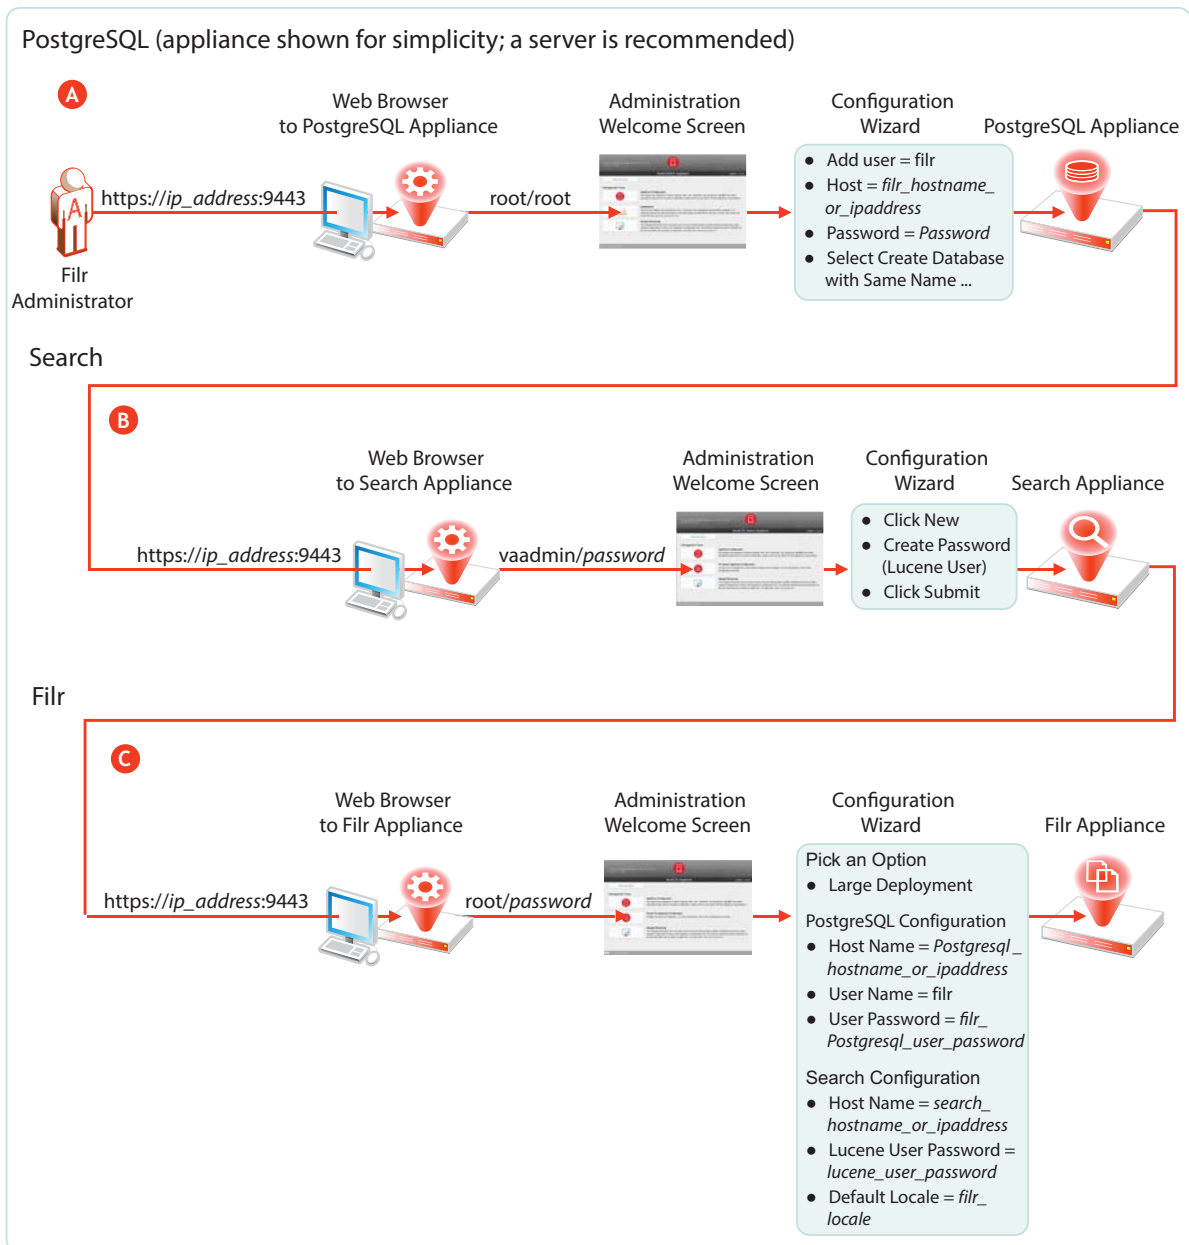 PostgreSQL (appliance shown for simplicity; a server is recommended)
A
Web Browser
to PostgreSQL Appliance
Administration
Welcome Screen
Configuration
Wizard
PostgreSQL Appliance
https://ip_address:9443
root/root
• Add user = filr
• Host = filr_hostname_
or_ipaddress
• Password = Password
• Select Create Database
with Same Name ...
A
Filr
Administrator
Search
B
Web Browser
to Search Appliance
Administration
Welcome Screen
Configuration
Wizard
Search Appliance
https://ip_address:9443
vaadmin/password
• Click New
• Create Password
(Lucene User)
• Click Submit
Filr
C
Web Browser
to Filr Appliance
Administration
Welcome Screen
Configuration
Wizard
Filr Appliance
https://ip_address:9443
root/password
Pick an Option
• Large Deployment
PostgreSQL Configuration
• Host Name = Postgresql_
hostname_or_ipaddress
• User Name = filr
• User Password = filr_
Postgresql_user_password
Search Configuration
• Host Name = search_
hostname_or_ipaddress
• Lucene User Password =
lucene_user_password
• Default Locale = filr_
locale